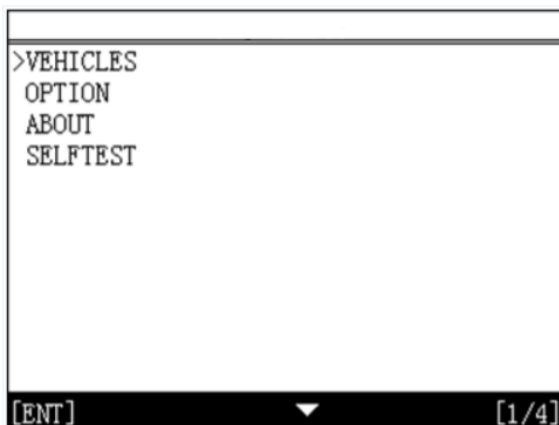 >VEHICLES
OPTION
ABOUT
SELFTEST
[ENT] [1/4]